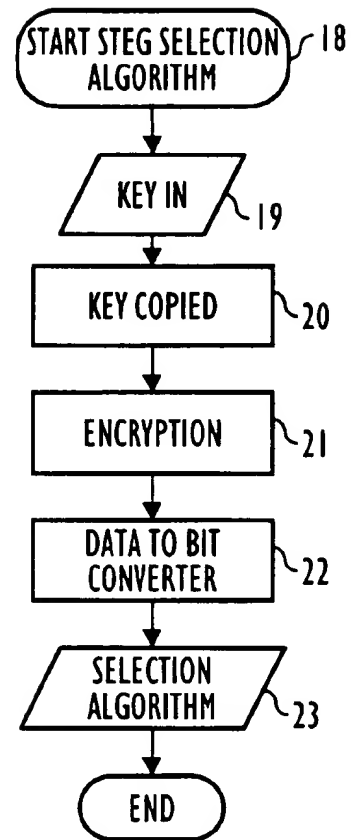 START STEG SELECTION
ALGORITHM
18
KEY IN
19
KEY COPIED
20
ENCRYPTION
21
DATA TO BIT
CONVERTER
22
SELECTION
ALGORITHM
23
END